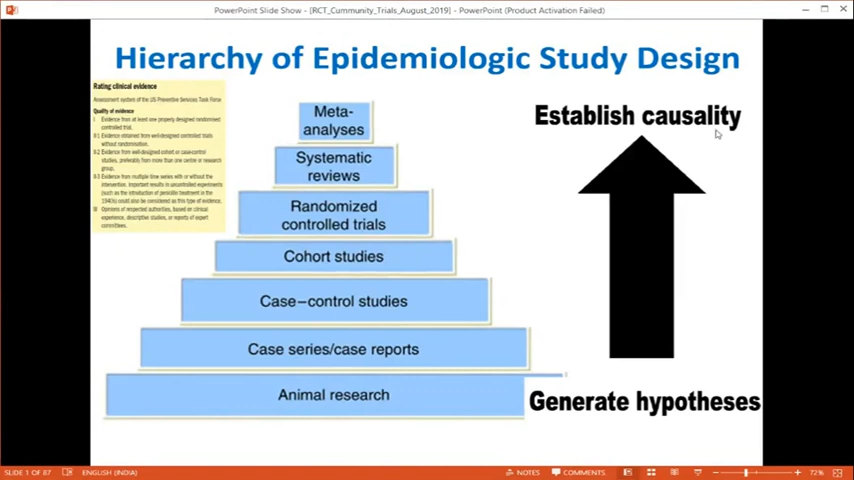 PowerPoint Slide Show - [RCT_Cummunity_Trials_August_2019] - PowerPoint (Product Activation Failed)
Hierarchy of Epidemiologic Study Design
Rating clinical evidence
Assessment system of the US Preventive Services Task Force
Quality of evidence
I Evidence from at least one properly designed randomised
controlled trial.
II-1 Evidence obtained from well-designed controlled trials
without randomisation.
II-2 Evidence from well-designed cohort or case-control
studies, preferably from more than one centre or research
group.
II-3 Evidence from multiple time series with or without the
intervention. Important results in uncontrolled experiments
(such as the introduction of penicillin treatment in the
1940s) could also be considered as this type of evidence.
III Opinions of respected authorities, based on clinical
experience, descriptive studies, or reports of expert
committees.
Meta-
analyses
Systematic
reviews
Randomized
controlled trials
Cohort studies
Case–control studies
Case series/case reports
Animal research
Establish causality
Generate hypotheses
SLIDE 1 OF 87
ENGLISH (INDIA)
NOTES
COMMENTS
72%